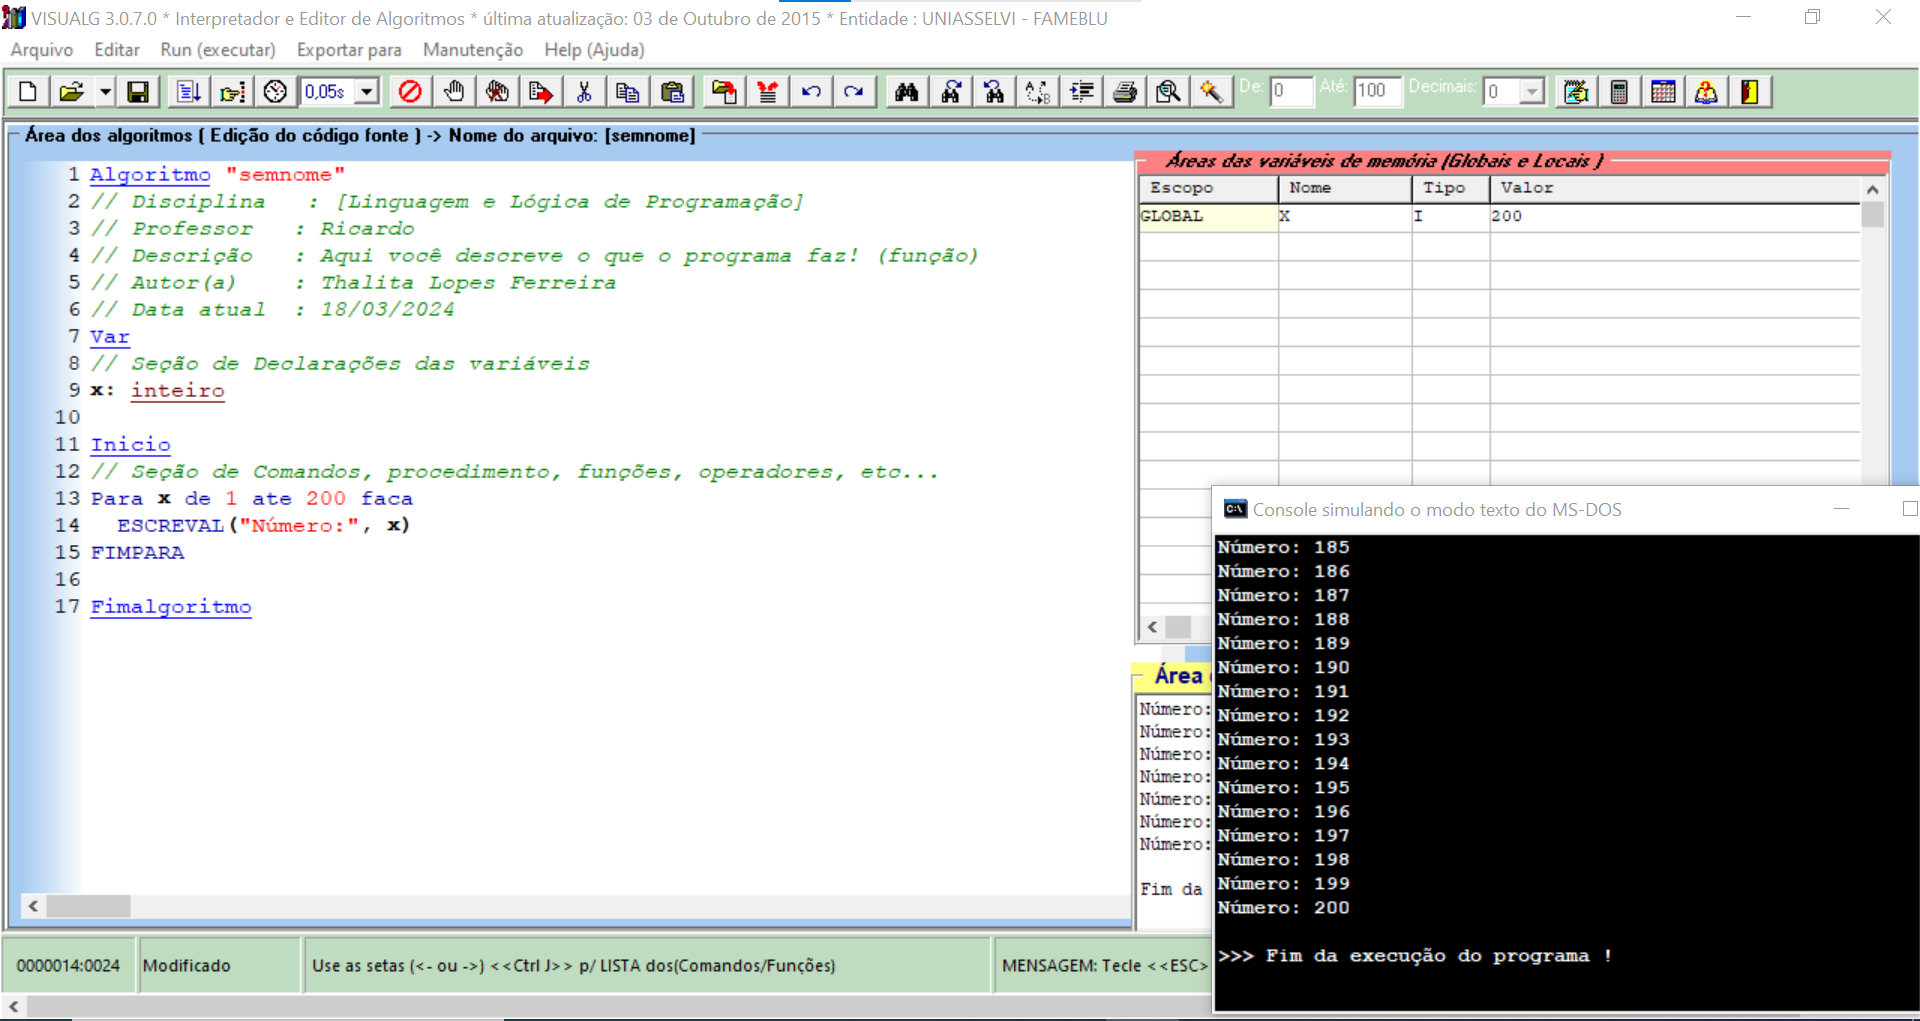 VISUALG 3.0.7.0 * Interpretador e Editor de Algoritmos * última atualização: 03 de Outubro de 2015 * Entidade : UNIASSELVI - FAMEBLU
Arquivo Editar Run (executar) Exportar para Manutenção Help (Ajuda)
0,05s De: 0 Até: 100 Decimais: 0
Área dos algoritmos ( Edição do código fonte ) -> Nome do arquivo: [semnome]
1 Algoritmo "semnome"
2 // Disciplina   : [Linguagem e Lógica de Programação]
3 // Professor   : Ricardo
4 // Descrição   : Aqui você descreve o que o programa faz! (função)
5 // Autor(a)    : Thalita Lopes Ferreira
6 // Data atual  : 18/03/2024
7 Var
8 // Seção de Declarações das variáveis
9 x: inteiro
10
11 Inicio
12 // Seção de Comandos, procedimento, funções, operadores, etc...
13 Para x de 1 ate 200 faca
14   ESCREVAL("Número:", x)
15 FIMPARA
16
17 Fimalgoritmo
Áreas das variáveis de memória (Globais e Locais )
Escopo Nome Tipo Valor
GLOBAL X I 200
Área
Número:
Número:
Número:
Número:
Número:
Número:
Número:
Fim da
Console simulando o modo texto do MS-DOS
Número: 185
Número: 186
Número: 187
Número: 188
Número: 189
Número: 190
Número: 191
Número: 192
Número: 193
Número: 194
Número: 195
Número: 196
Número: 197
Número: 198
Número: 199
Número: 200
>>> Fim da execução do programa !
0000014:0024 Modificado Use as setas (<- ou ->) <<Ctrl J>> p/ LISTA dos(Comandos/Funções) MENSAGEM: Tecle <<ESC>